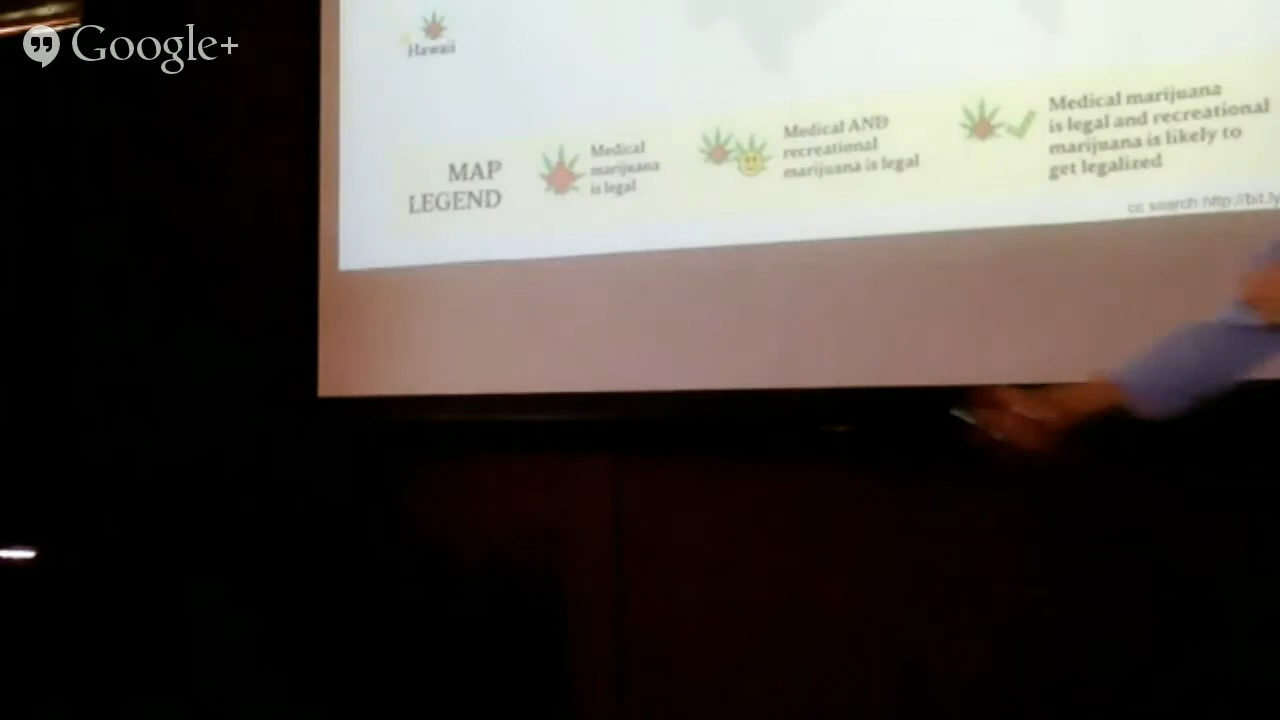 Google+
Hawaii
MAP
LEGEND
Medical
marijuana
is legal
Medical AND
recreational
marijuana is legal
Medical marijuana
is legal and recreational
marijuana is likely to
get legalized
cc search http://bit.ly